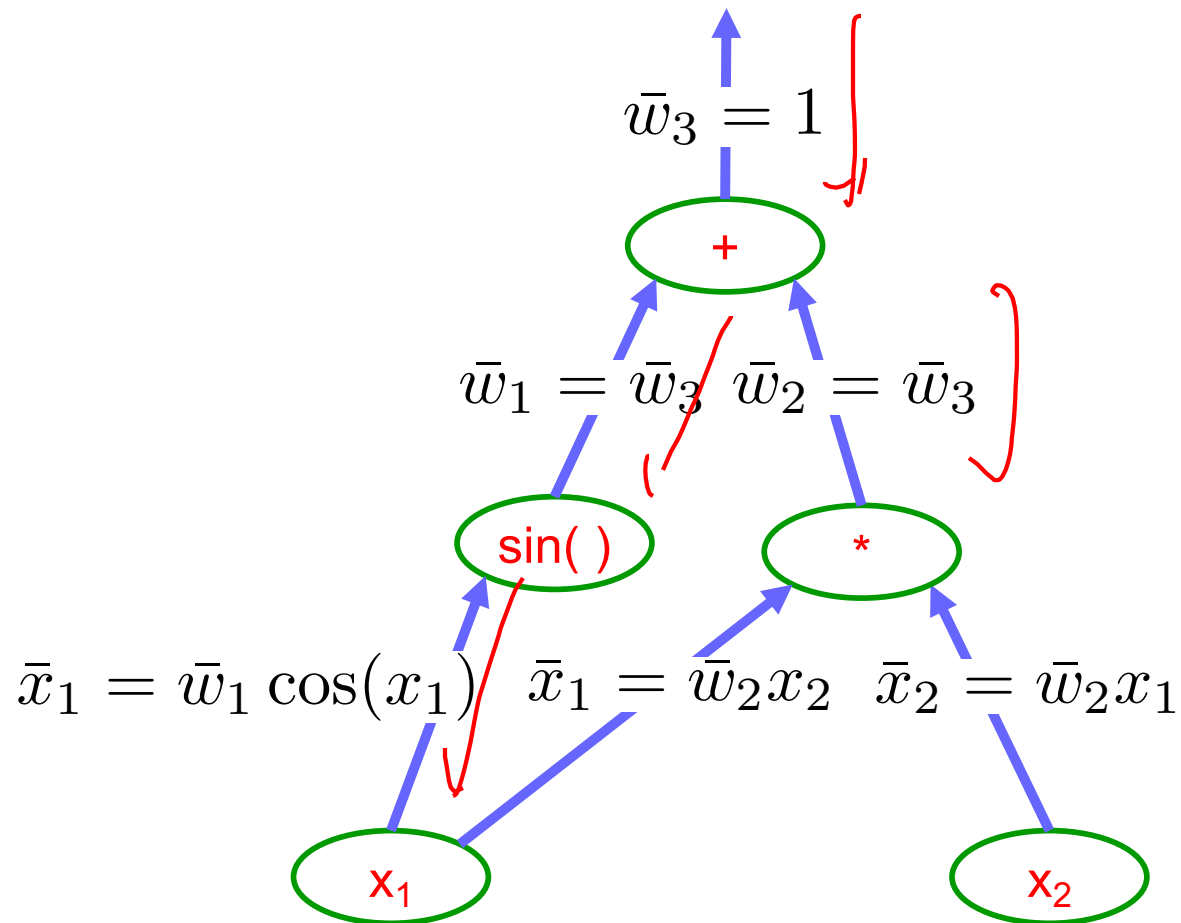 w̄₃ = 1
+
w̄₁ = w̄₃ w̄₂ = w̄₃
sin( ) *
x̄₁ = w̄₁ cos(x₁) x̄₁ = w̄₂x₂ x̄₂ = w̄₂x₁
x₁ x₂